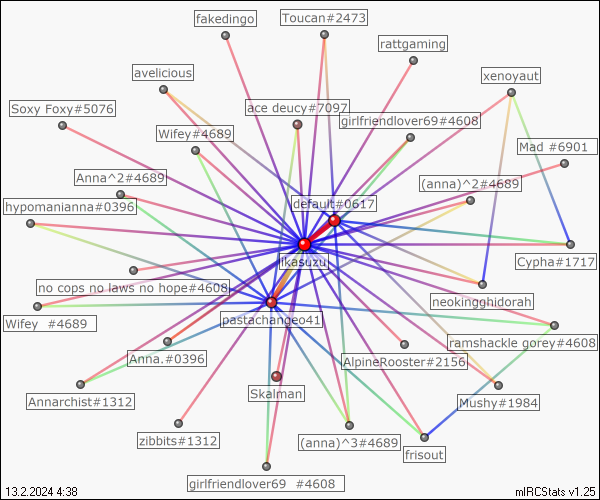 fakedingo
Toucan#2473
rattgaming
avelicious
xenoyaut
Soxy Foxy#5076
ace deucy#7097
girlfriendlover69#4608
Wifey#4689
Mad #6901
Anna^2#4689
(anna)^2#4689
hypomanianna#0396
default#0617
ikasuzu
Cypha#1717
no cops no laws no hope#4608
neokingghidorah
Wifey #4689
pastachangeo41
ramshackle gorey#4608
Anna.#0396
AlpineRooster#2156
Annarchist#1312
Skalman
Mushy#1984
zibbits#1312
(anna)^3#4689
frisout
girlfriendlover69 #4608
13.2.2024 4:38
mIRCStats v1.25